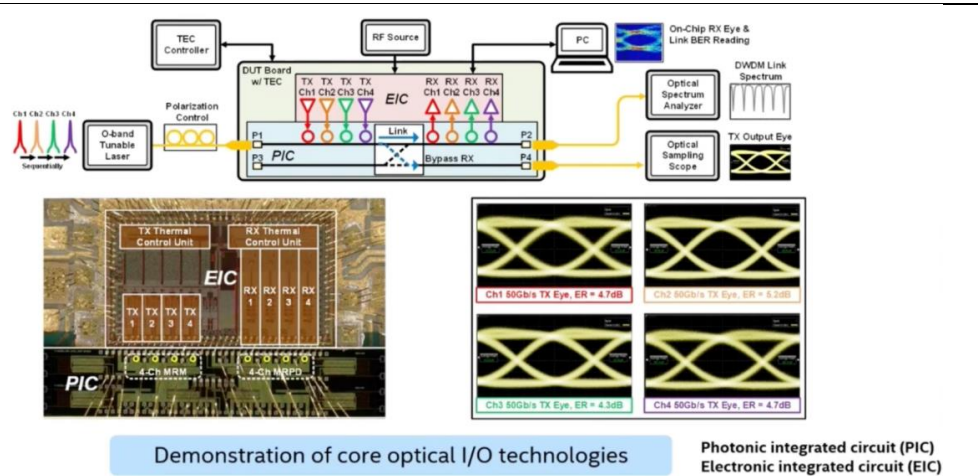 TEC
Controller
RF Source
PC
On-Chip RX Eye &
Link BER Reading
DUT Board
w/ TEC
TX TX TX TX
Ch1 Ch2 Ch3 Ch4
EIC
RX RX RX RX
Ch1 Ch2 Ch3 Ch4
Optical
Spectrum
Analyzer
DWDM Link
Spectrum
Ch1 Ch2 Ch3 Ch4
Sequentially
O-band
Tunable
Laser
Polarization
Control
P1
Link
P2
P3
PIC
Bypass RX
P4
Optical
Sampling
Scope
TX Output Eye
TX Thermal
Control Unit
RX Thermal
Control Unit
EIC
TX
1
TX
2
TX
3
TX
4
RX
1
RX
2
RX
3
RX
4
PIC
4-Ch MRM
4-Ch MRPD
Ch1 50Gb/s TX Eye, ER = 4.7dB
Ch2 50Gb/s TX Eye, ER = 5.2dB
Ch3 50Gb/s TX Eye, ER = 4.3dB
Ch4 50Gb/s TX Eye, ER = 4.7dB
Demonstration of core optical I/O technologies
Photonic integrated circuit (PIC)
Electronic integrated circuit (EIC)